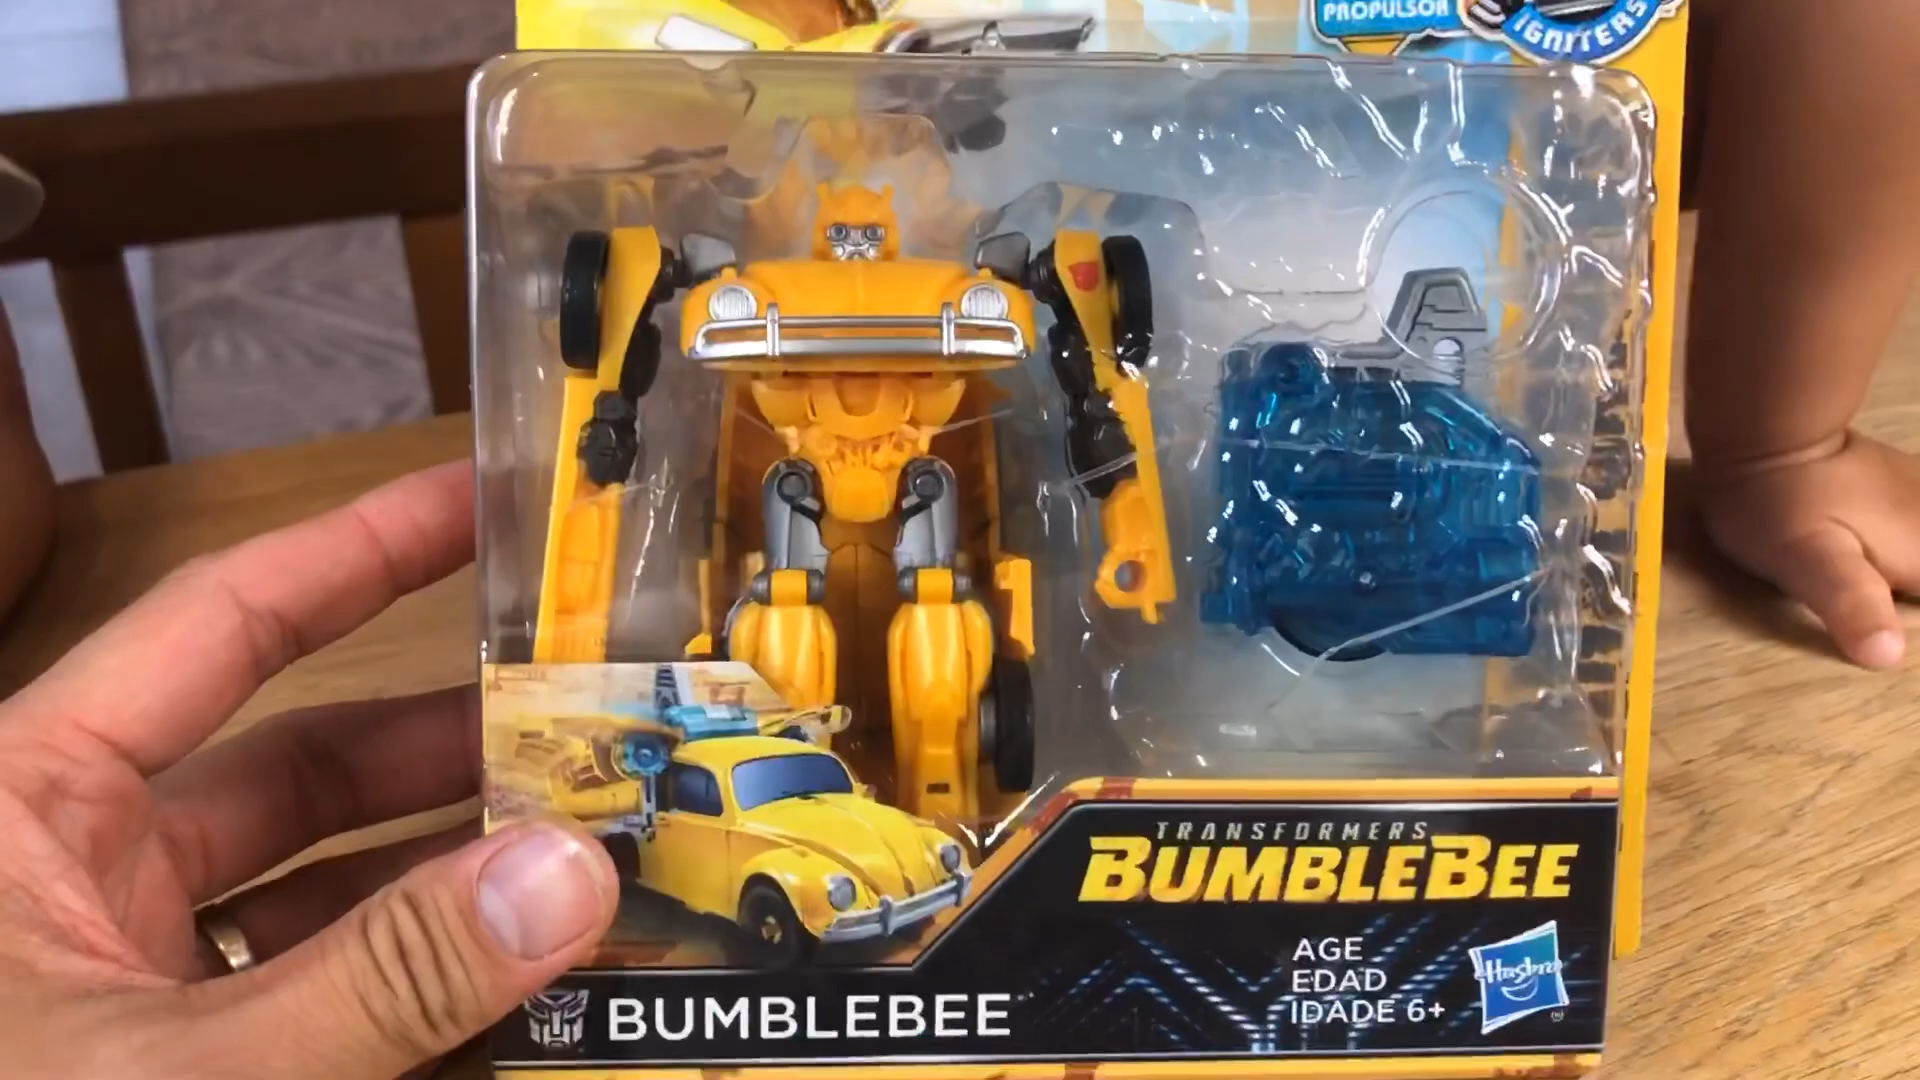 PROPULSOR
IGNITERS
TRANSFORMERS
BUMBLEBEE
AGE
EDAD
IDADE 6+
Hasbro
BUMBLEBEE